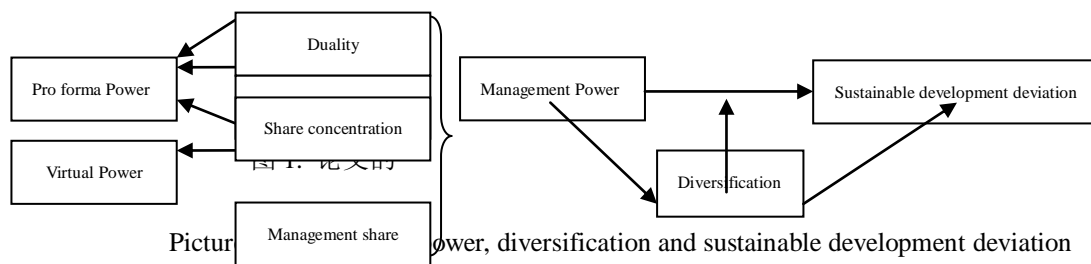 Duality
Pro forma Power
Share concentration
Virtual Power
Management share
Management Power
Sustainable development deviation
Diversification
Pictur ower, diversification and sustainable development deviation